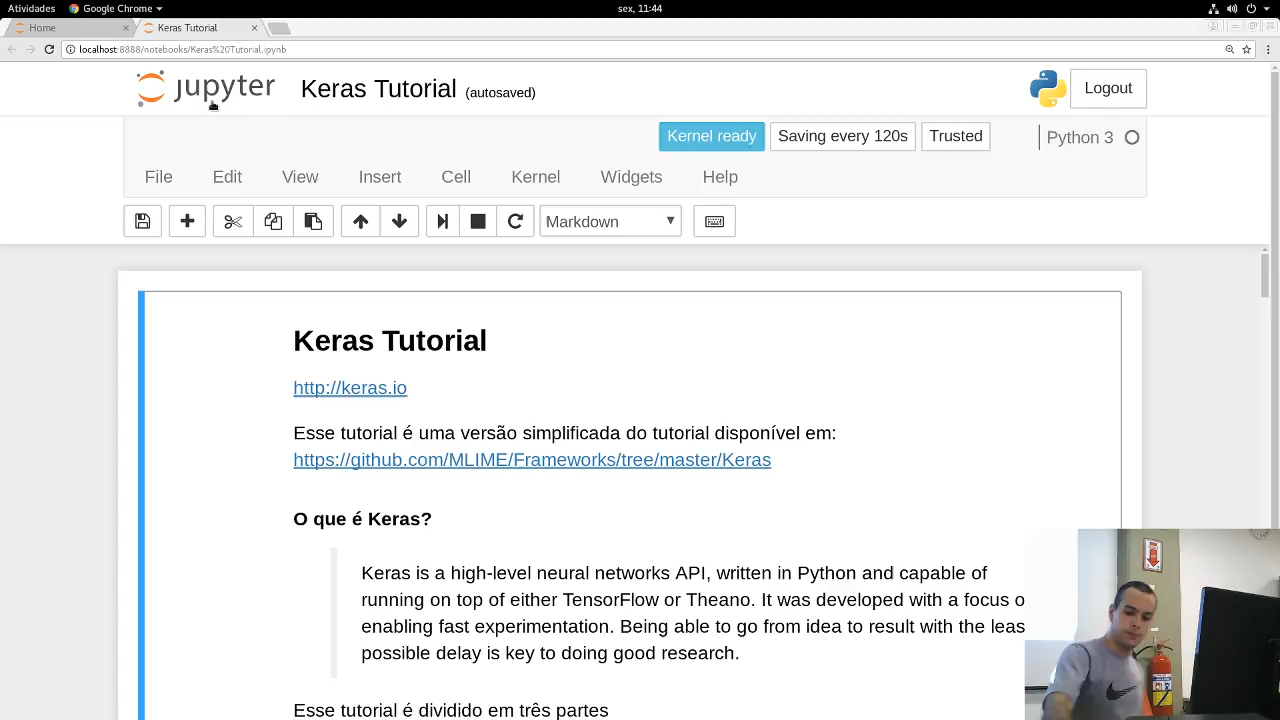 Atividades
Google Chrome
sex, 11:44
Home
Keras Tutorial
localhost:8888/notebooks/Keras%20Tutorial.ipynb
jupyter
Keras Tutorial (autosaved)
Logout
Kernel ready
Saving every 120s
Trusted
Python 3
File
Edit
View
Insert
Cell
Kernel
Widgets
Help
Markdown
Keras Tutorial
http://keras.io
Esse tutorial é uma versão simplificada do tutorial disponível em:
https://github.com/MLIME/Frameworks/tree/master/Keras
O que é Keras?
Keras is a high-level neural networks API, written in Python and capable of
running on top of either TensorFlow or Theano. It was developed with a focus o
enabling fast experimentation. Being able to go from idea to result with the leas
possible delay is key to doing good research.
Esse tutorial é dividido em três partes